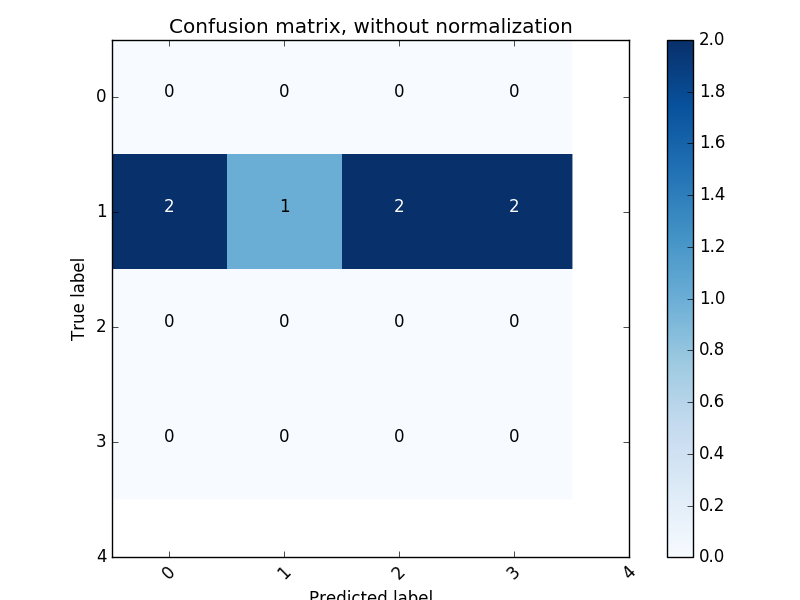 Confusion matrix, without normalization
0 0 0 0 0
1 2 1 2 2
2 0 0 0 0
3 0 0 0 0
4
0 1 2 3 4
True label
Predicted label
2.0
1.8
1.6
1.4
1.2
1.0
0.8
0.6
0.4
0.2
0.0